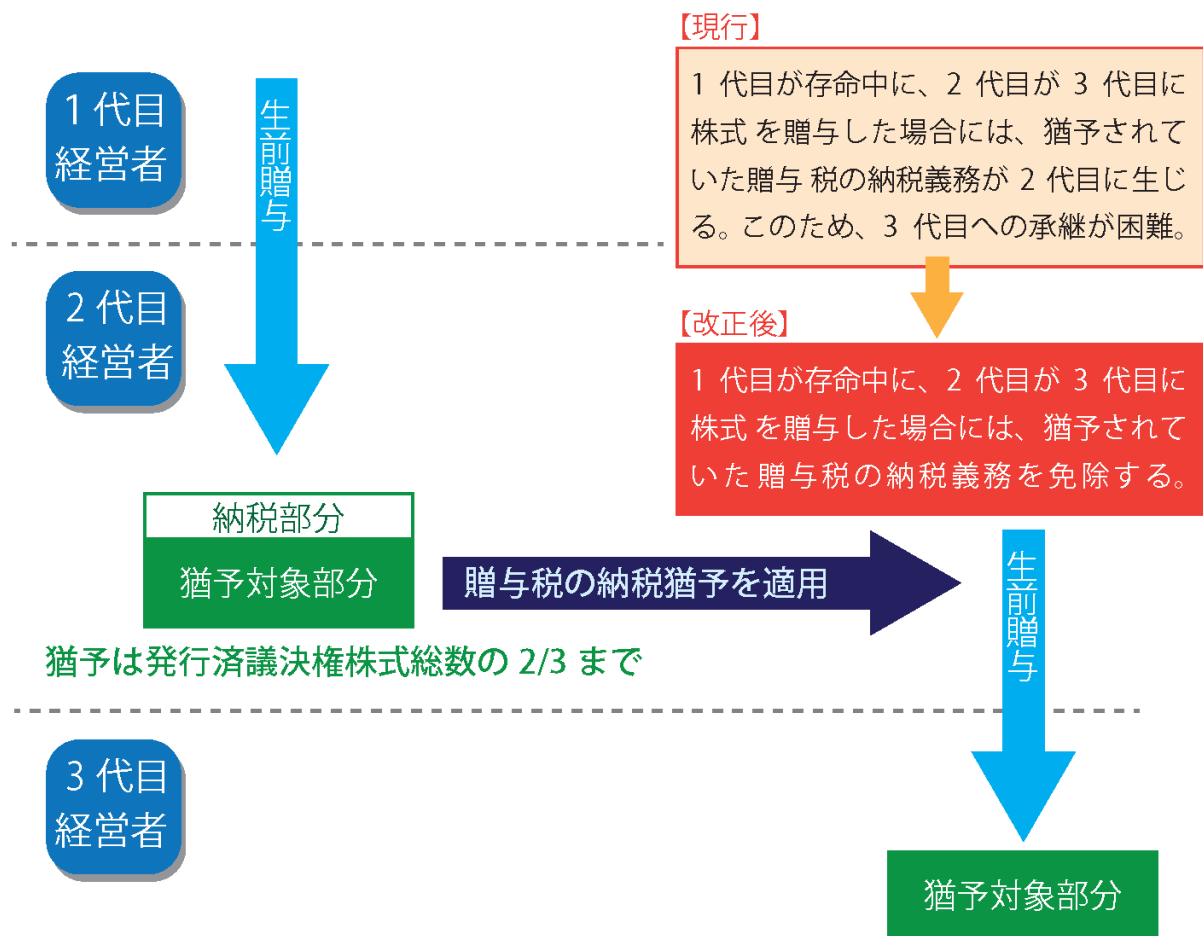 1 代目
経営者
生前贈与
【現行】
1 代目が存命中に、2 代目が 3 代目に
株式 を贈与した場合には、猶予されて
いた贈与 税の納税義務が 2 代目に生じ
る。このため、3 代目への承継が困難。
2 代目
経営者
【改正後】
1 代目が存命中に、2 代目が 3 代目に
株式 を贈与した場合には、猶予されて
いた 贈与税の納税義務を免除する。
納税部分
猶予対象部分
贈与税の納税猶予を適用
生前贈与
猶予は発行済議決権株式総数の 2/3 まで
3 代目
経営者
猶予対象部分